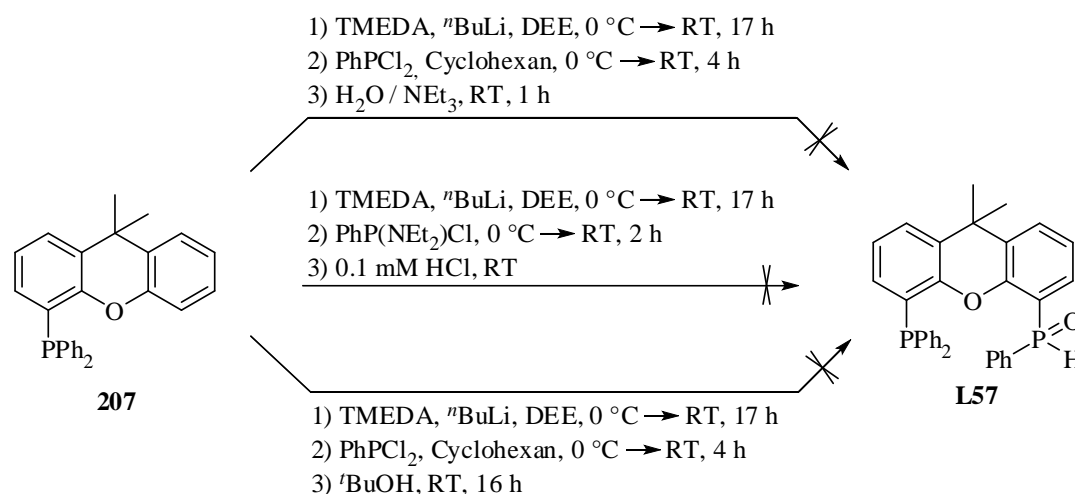 1) TMEDA, ⁿBuLi, DEE, 0 °C → RT, 17 h
2) PhPCl₂, Cyclohexan, 0 °C → RT, 4 h
3) H₂O / NEt₃, RT, 1 h
1) TMEDA, ⁿBuLi, DEE, 0 °C → RT, 17 h
2) PhP(NEt₂)Cl, 0 °C → RT, 2 h
3) 0.1 mM HCl, RT
O
PPh₂
207
O
PPh₂
P
O
Ph
H
L57
1) TMEDA, ⁿBuLi, DEE, 0 °C → RT, 17 h
2) PhPCl₂, Cyclohexan, 0 °C → RT, 4 h
3) ᵗBuOH, RT, 16 h